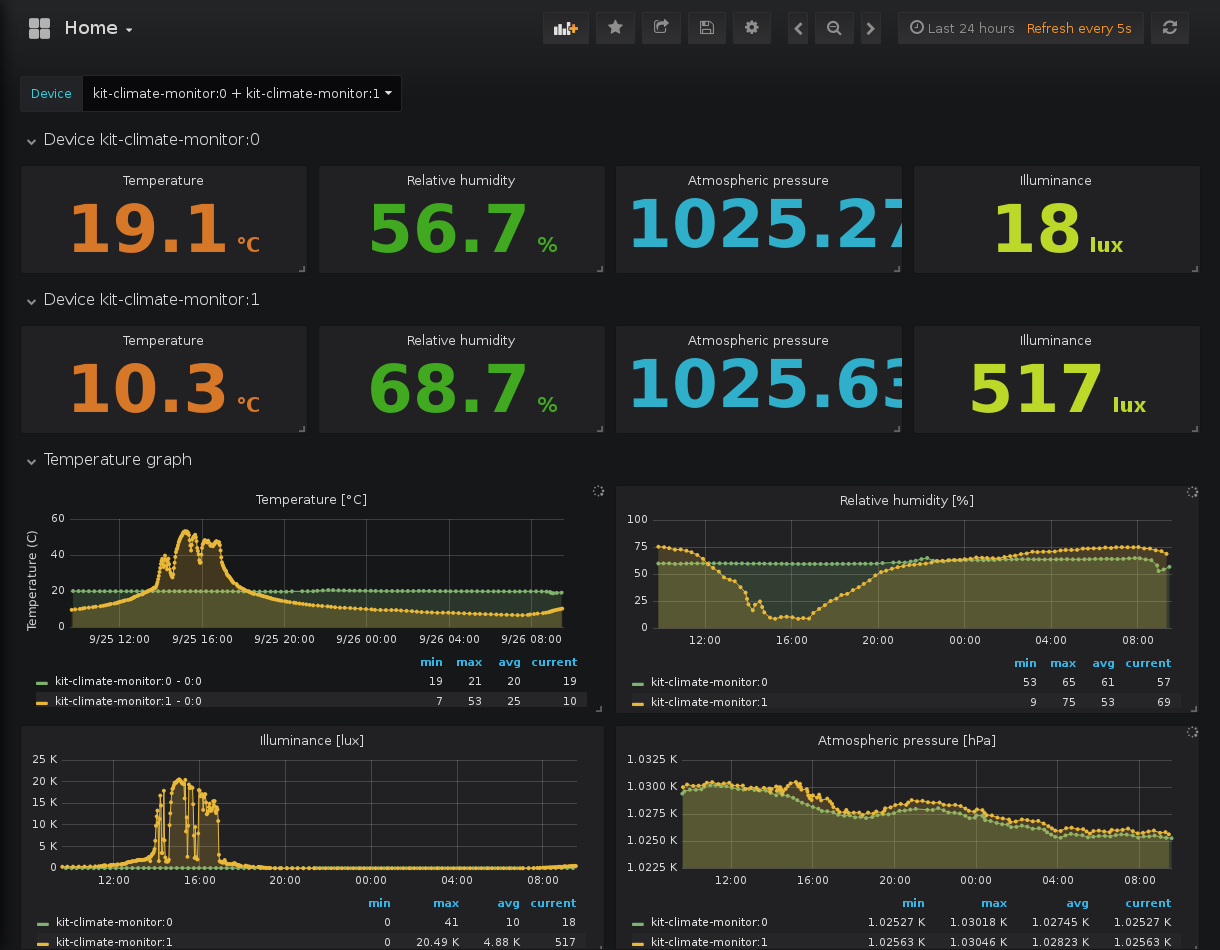 Home
Last 24 hours Refresh every 5s
Device kit-climate-monitor:0 + kit-climate-monitor:1
Device kit-climate-monitor:0
Temperature Relative humidity Atmospheric pressure Illuminance
19.1 °C 56.7 % 1025.27 18 lux
Device kit-climate-monitor:1
Temperature Relative humidity Atmospheric pressure Illuminance
10.3 °C 68.7 % 1025.63 517 lux
Temperature graph
Temperature [°C]
Temperature (C)
60
40
20
0
9/25 12:00 9/25 16:00 9/25 20:00 9/26 00:00 9/26 04:00 9/26 08:00
min max avg current
kit-climate-monitor:0 - 0:0 19 21 20 19
kit-climate-monitor:1 - 0:0 7 53 25 10
Relative humidity [%]
100
75
50
25
0
12:00 16:00 20:00 00:00 04:00 08:00
min max avg current
kit-climate-monitor:0 53 65 61 57
kit-climate-monitor:1 9 75 53 69
Illuminance [lux]
25 K
20 K
15 K
10 K
5 K
0
12:00 16:00 20:00 00:00 04:00 08:00
min max avg current
kit-climate-monitor:0 0 41 10 18
kit-climate-monitor:1 0 20.49 K 4.88 K 517
Atmospheric pressure [hPa]
1.0325 K
1.0300 K
1.0275 K
1.0250 K
1.0225 K
12:00 16:00 20:00 00:00 04:00 08:00
min max avg current
kit-climate-monitor:0 1.02527 K 1.03018 K 1.02745 K 1.02527 K
kit-climate-monitor:1 1.02563 K 1.03046 K 1.02823 K 1.02563 K